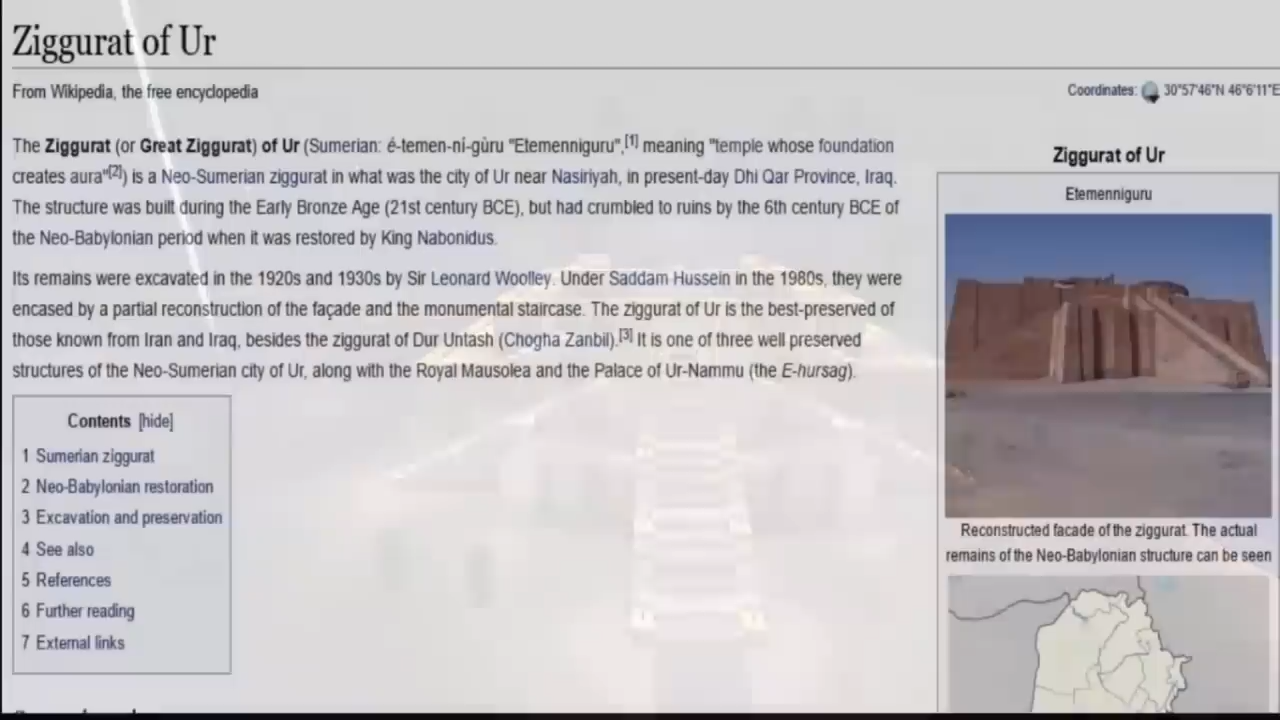 Ziggurat of Ur
From Wikipedia, the free encyclopedia
Coordinates: 30°57'46"N 46°6'11"E
The Ziggurat (or Great Ziggurat) of Ur (Sumerian: é-temen-ní-gùru "Etemenniguru",[1] meaning "temple whose foundation
creates aura"[2]) is a Neo-Sumerian ziggurat in what was the city of Ur near Nasiriyah, in present-day Dhi Qar Province, Iraq.
The structure was built during the Early Bronze Age (21st century BCE), but had crumbled to ruins by the 6th century BCE of
the Neo-Babylonian period when it was restored by King Nabonidus.
Its remains were excavated in the 1920s and 1930s by Sir Leonard Woolley. Under Saddam Hussein in the 1980s, they were
encased by a partial reconstruction of the façade and the monumental staircase. The ziggurat of Ur is the best-preserved of
those known from Iran and Iraq, besides the ziggurat of Dur Untash (Chogha Zanbil).[3] It is one of three well preserved
structures of the Neo-Sumerian city of Ur, along with the Royal Mausolea and the Palace of Ur-Nammu (the E-hursag).
Contents [hide]
1 Sumerian ziggurat
2 Neo-Babylonian restoration
3 Excavation and preservation
4 See also
5 References
6 Further reading
7 External links
Ziggurat of Ur
Etemenniguru
Reconstructed facade of the ziggurat. The actual
remains of the Neo-Babylonian structure can be seen